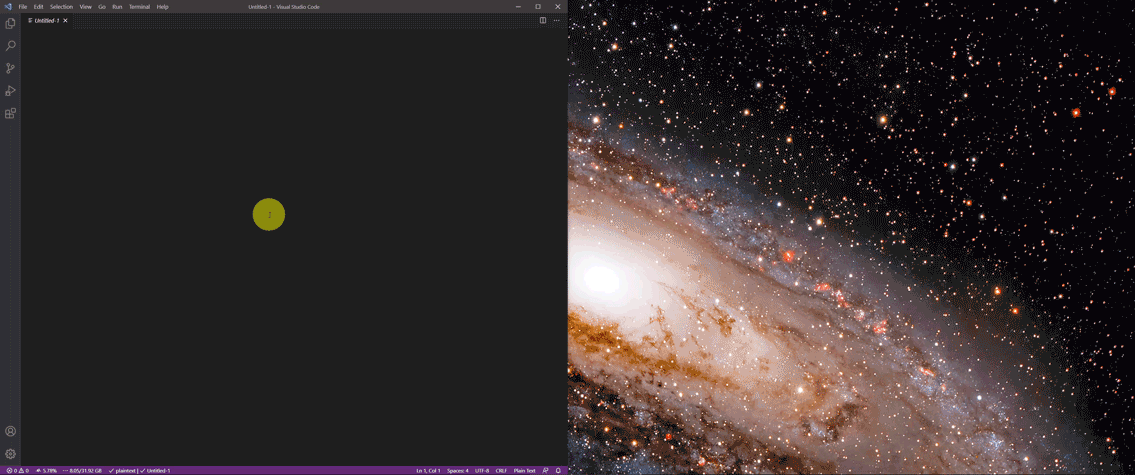 File Edit Selection View Go Run Terminal Help
Untitled-1 - Visual Studio Code
Untitled-1
0 0 5.78% 8.05/31.92 GB plaintext | Untitled-1 Ln 1, Col 1 Spaces: 4 UTF-8 CRLF Plain Text